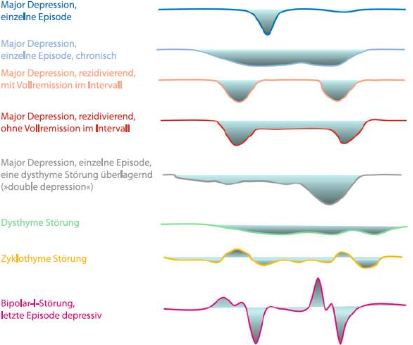 Major Depression,
einzelne Episode
Major Depression,
einzelne Episode, chronisch
Major Depression, rezidivierend,
mit Vollremission im Intervall
Major Depression, rezidivierend,
ohne Vollremission im Intervall
Major Depression, einzelne Episode,
eine dysthyme Störung überlagernd
(»double depression«)
Dysthyme Störung
Zyklothyme Störung
Bipolar-I-Störung,
letzte Episode depressiv